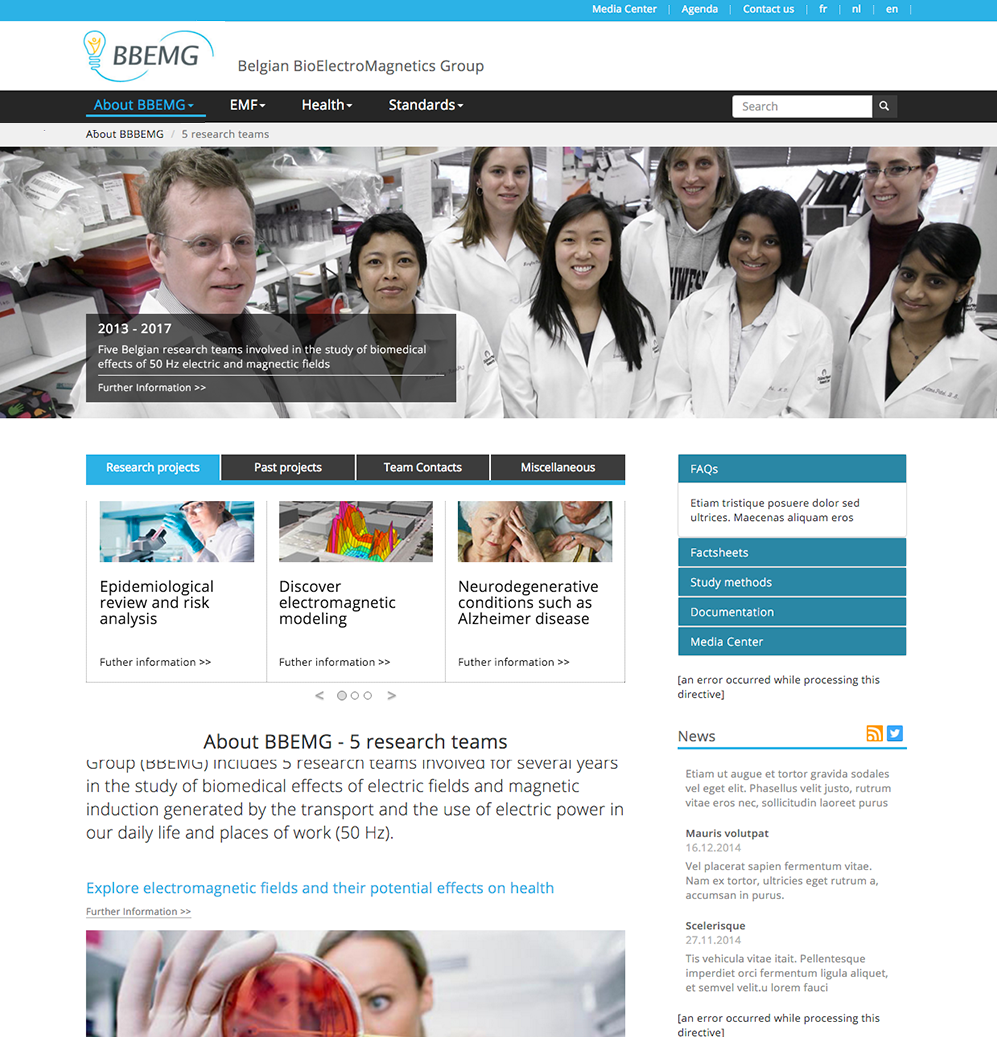 Media Center | Agenda | Contact us | fr | nl | en |
BBEMG
Belgian BioElectroMagnetics Group
About BBEMG EMF Health Standards
Search
About BBBEMG / 5 research teams
2013 - 2017
Five Belgian research teams involved in the study of biomedical
effects of 50 Hz electric and magnectic fields
Further Information >>
Research projects Past projects Team Contacts Miscellaneous
Epidemiological
review and risk
analysis
Futher information >>
Discover
electromagnetic
modeling
Futher information >>
Neurodegenerative
conditions such as
Alzheimer disease
Futher information >>
< >
About BBEMG - 5 research teams
Group (BBEMG) includes 5 research teams involved for several years
in the study of biomedical effects of electric fields and magnetic
induction generated by the transport and the use of electric power in
our daily life and places of work (50 Hz).
Explore electromagnetic fields and their potential effects on health
Further Information >>
FAQs
Etiam tristique posuere dolor sed
ultrices. Maecenas aliquam eros
Factsheets
Study methods
Documentation
Media Center
[an error occurred while processing this
directive]
News
Etiam ut augue et tortor gravida sodales
vel eget elit. Phasellus velit justo, rutrum
vitae eros nec, sollicitudin laoreet purus
Mauris volutpat
16.12.2014
Vel placerat sapien fermentum vitae.
Nam ex tortor, ultricies eget rutrum a,
accumsan in purus.
Scelerisque
27.11.2014
Tis vehicula vitae itait. Pellentesque
imperdiet orci fermentum ligula aliquet,
et semvel velit.u lorem fauci
[an error occurred while processing this
directive]